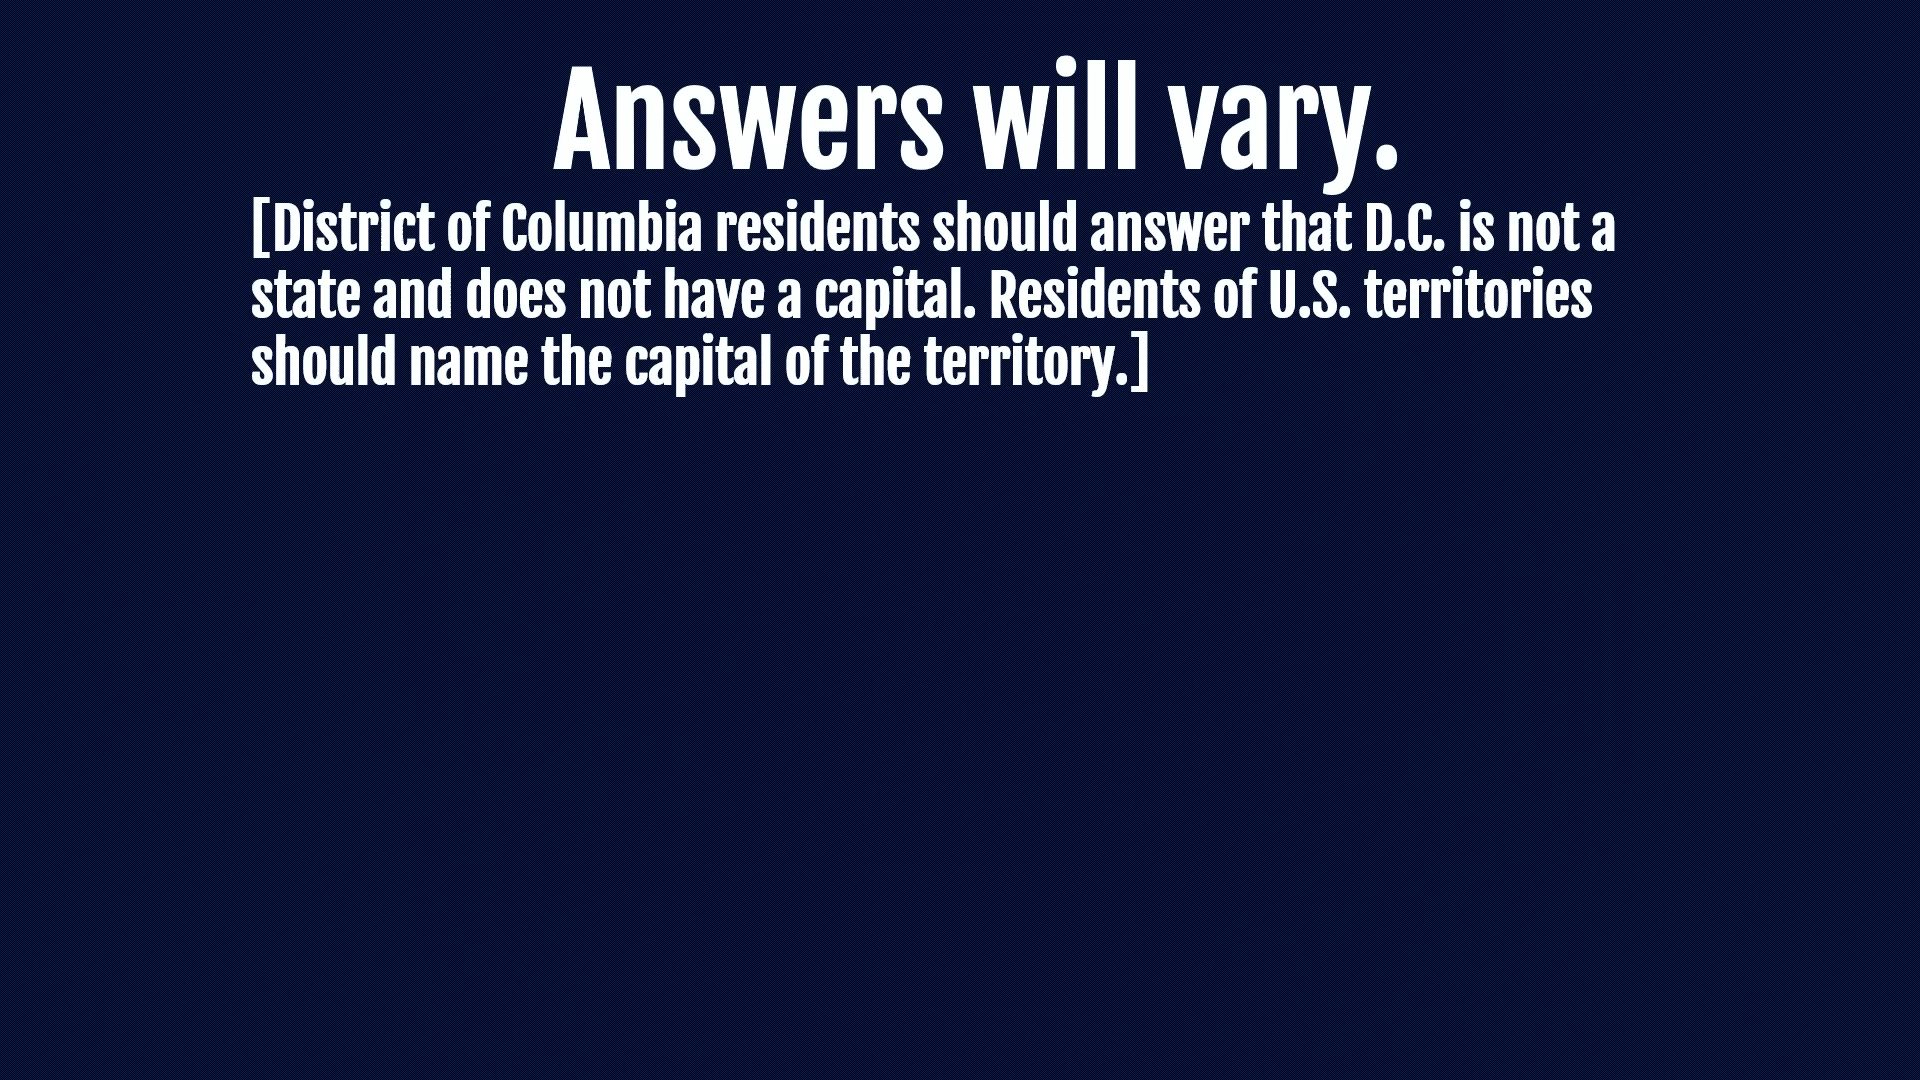 Answers will vary.
[District of Columbia residents should answer that D.C. is not a
state and does not have a capital. Residents of U.S. territories
should name the capital of the territory.]